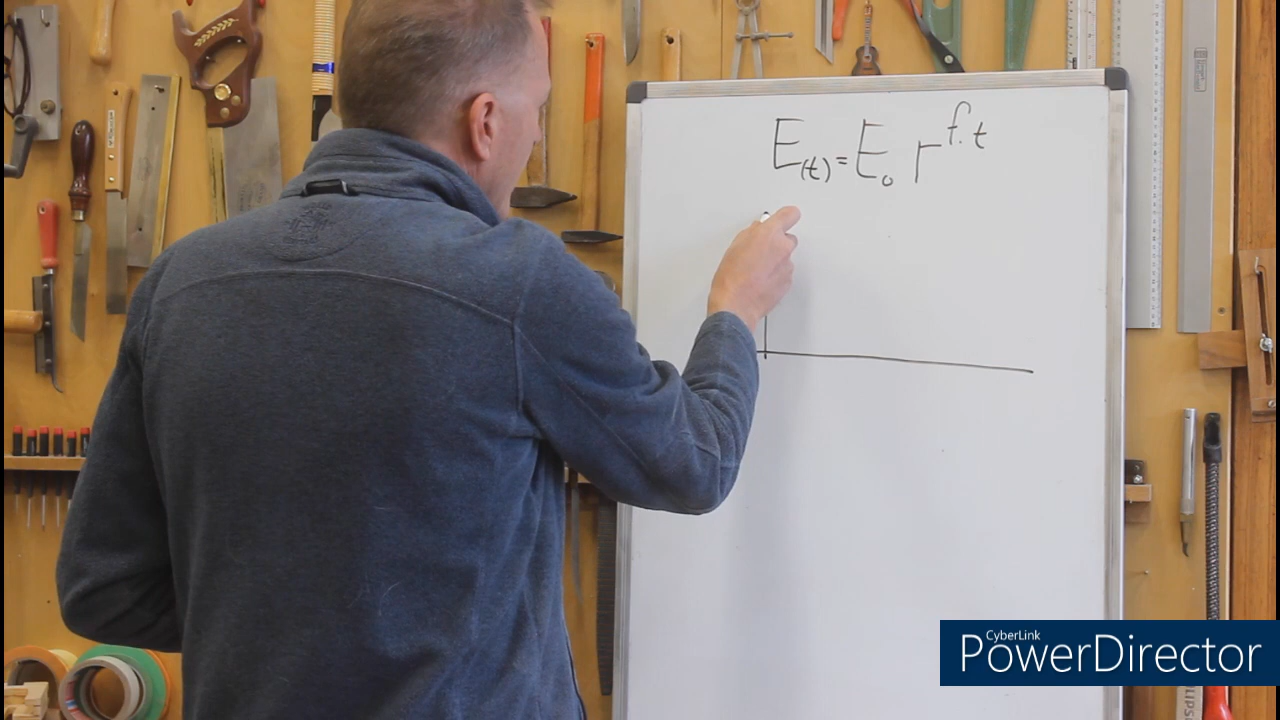 E(t) = E₀ r^f.t
CyberLink
PowerDirector